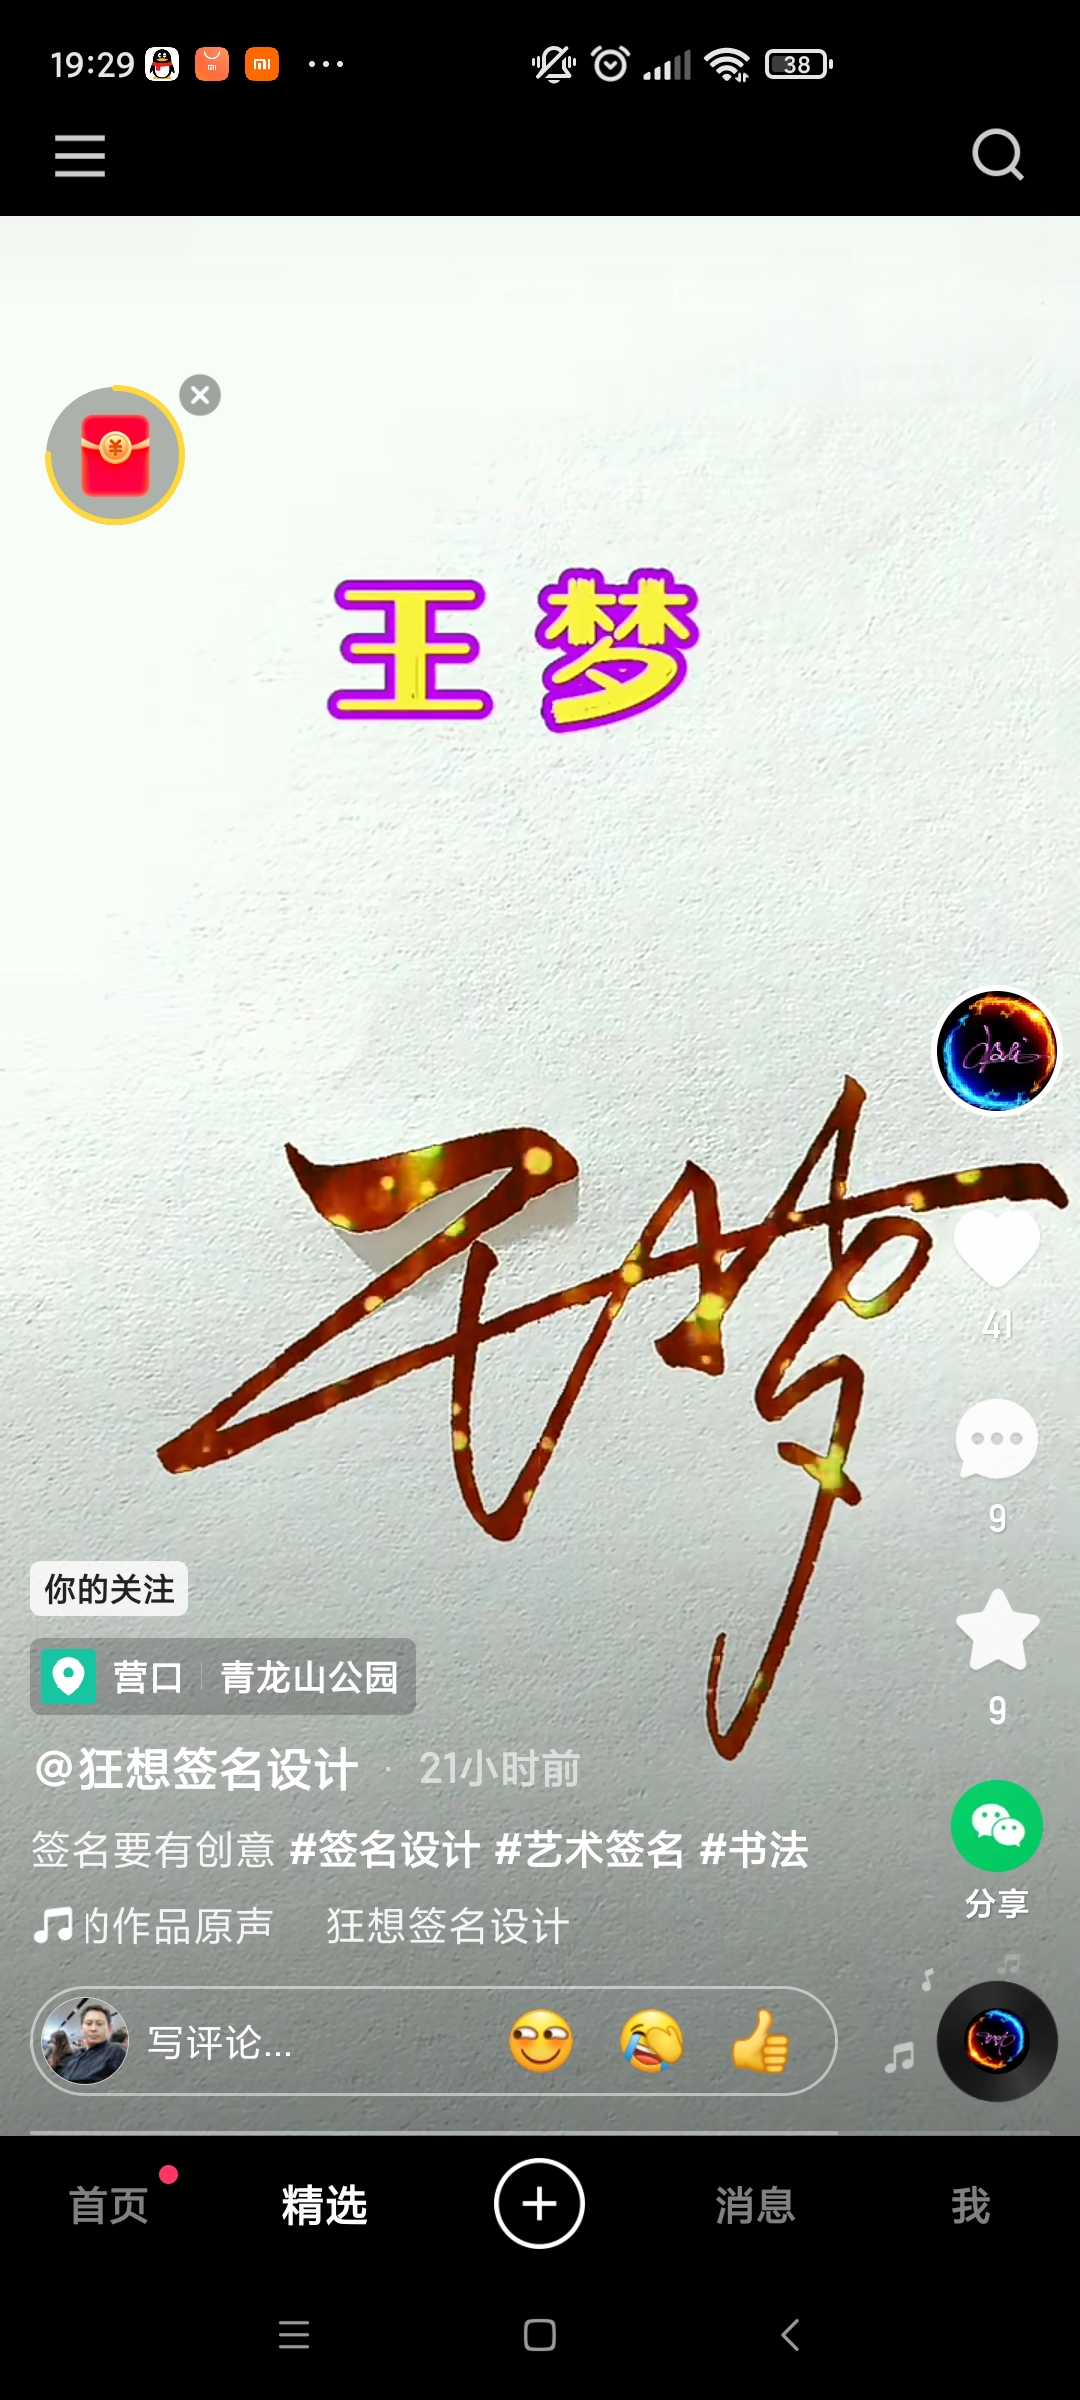 19:29
38
王梦
王梦
41
9
你的关注
营口 青龙山公园
9
@狂想签名设计 · 21小时前
签名要有创意 #签名设计 #艺术签名 #书法
分享
的作品原声 狂想签名设计
写评论...
首页 精选 消息 我